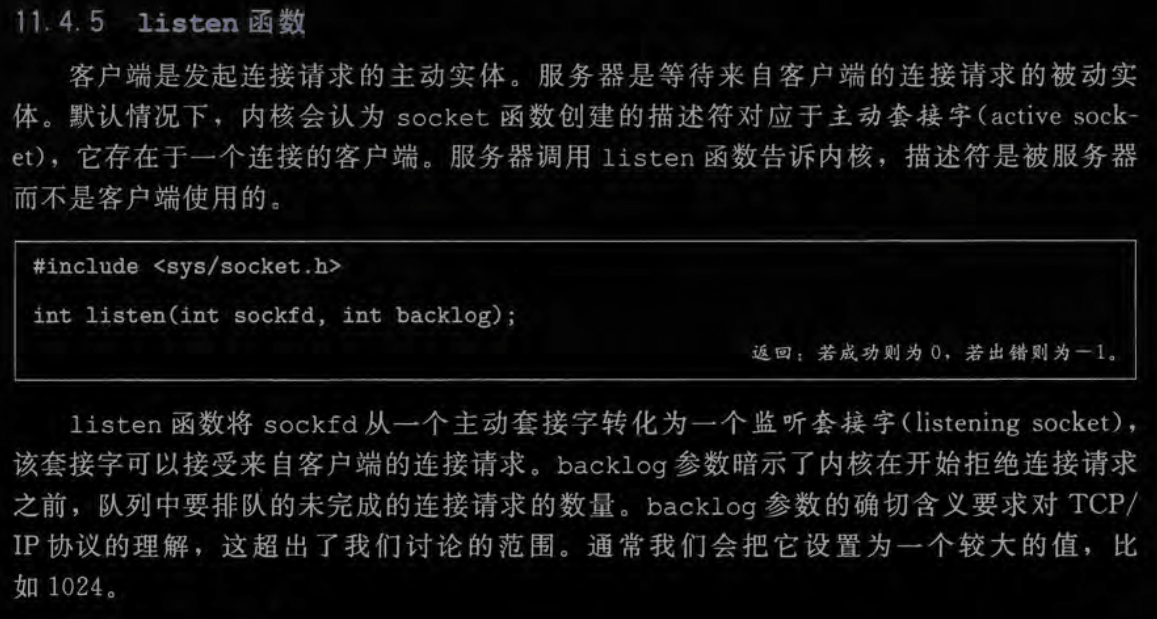 11.4.5 listen 函数
客户端是发起连接请求的主动实体。服务器是等待来自客户端的连接请求的被动实
体。默认情况下，内核会认为 socket 函数创建的描述符对应于主动套接字(active sock-
et)，它存在于一个连接的客户端。服务器调用 listen 函数告诉内核，描述符是被服务器
而不是客户端使用的。
#include <sys/socket.h>
int listen(int sockfd, int backlog);
返回：若成功则为 0，若出错则为－1。
listen 函数将 sockfd 从一个主动套接字转化为一个监听套接字(listening socket)，
该套接字可以接受来自客户端的连接请求。backlog 参数暗示了内核在开始拒绝连接请求
之前，队列中要排队的未完成的连接请求的数量。backlog 参数的确切含义要求对 TCP/
IP 协议的理解，这超出了我们讨论的范围。通常我们会把它设置为一个较大的值，比
如 1024。